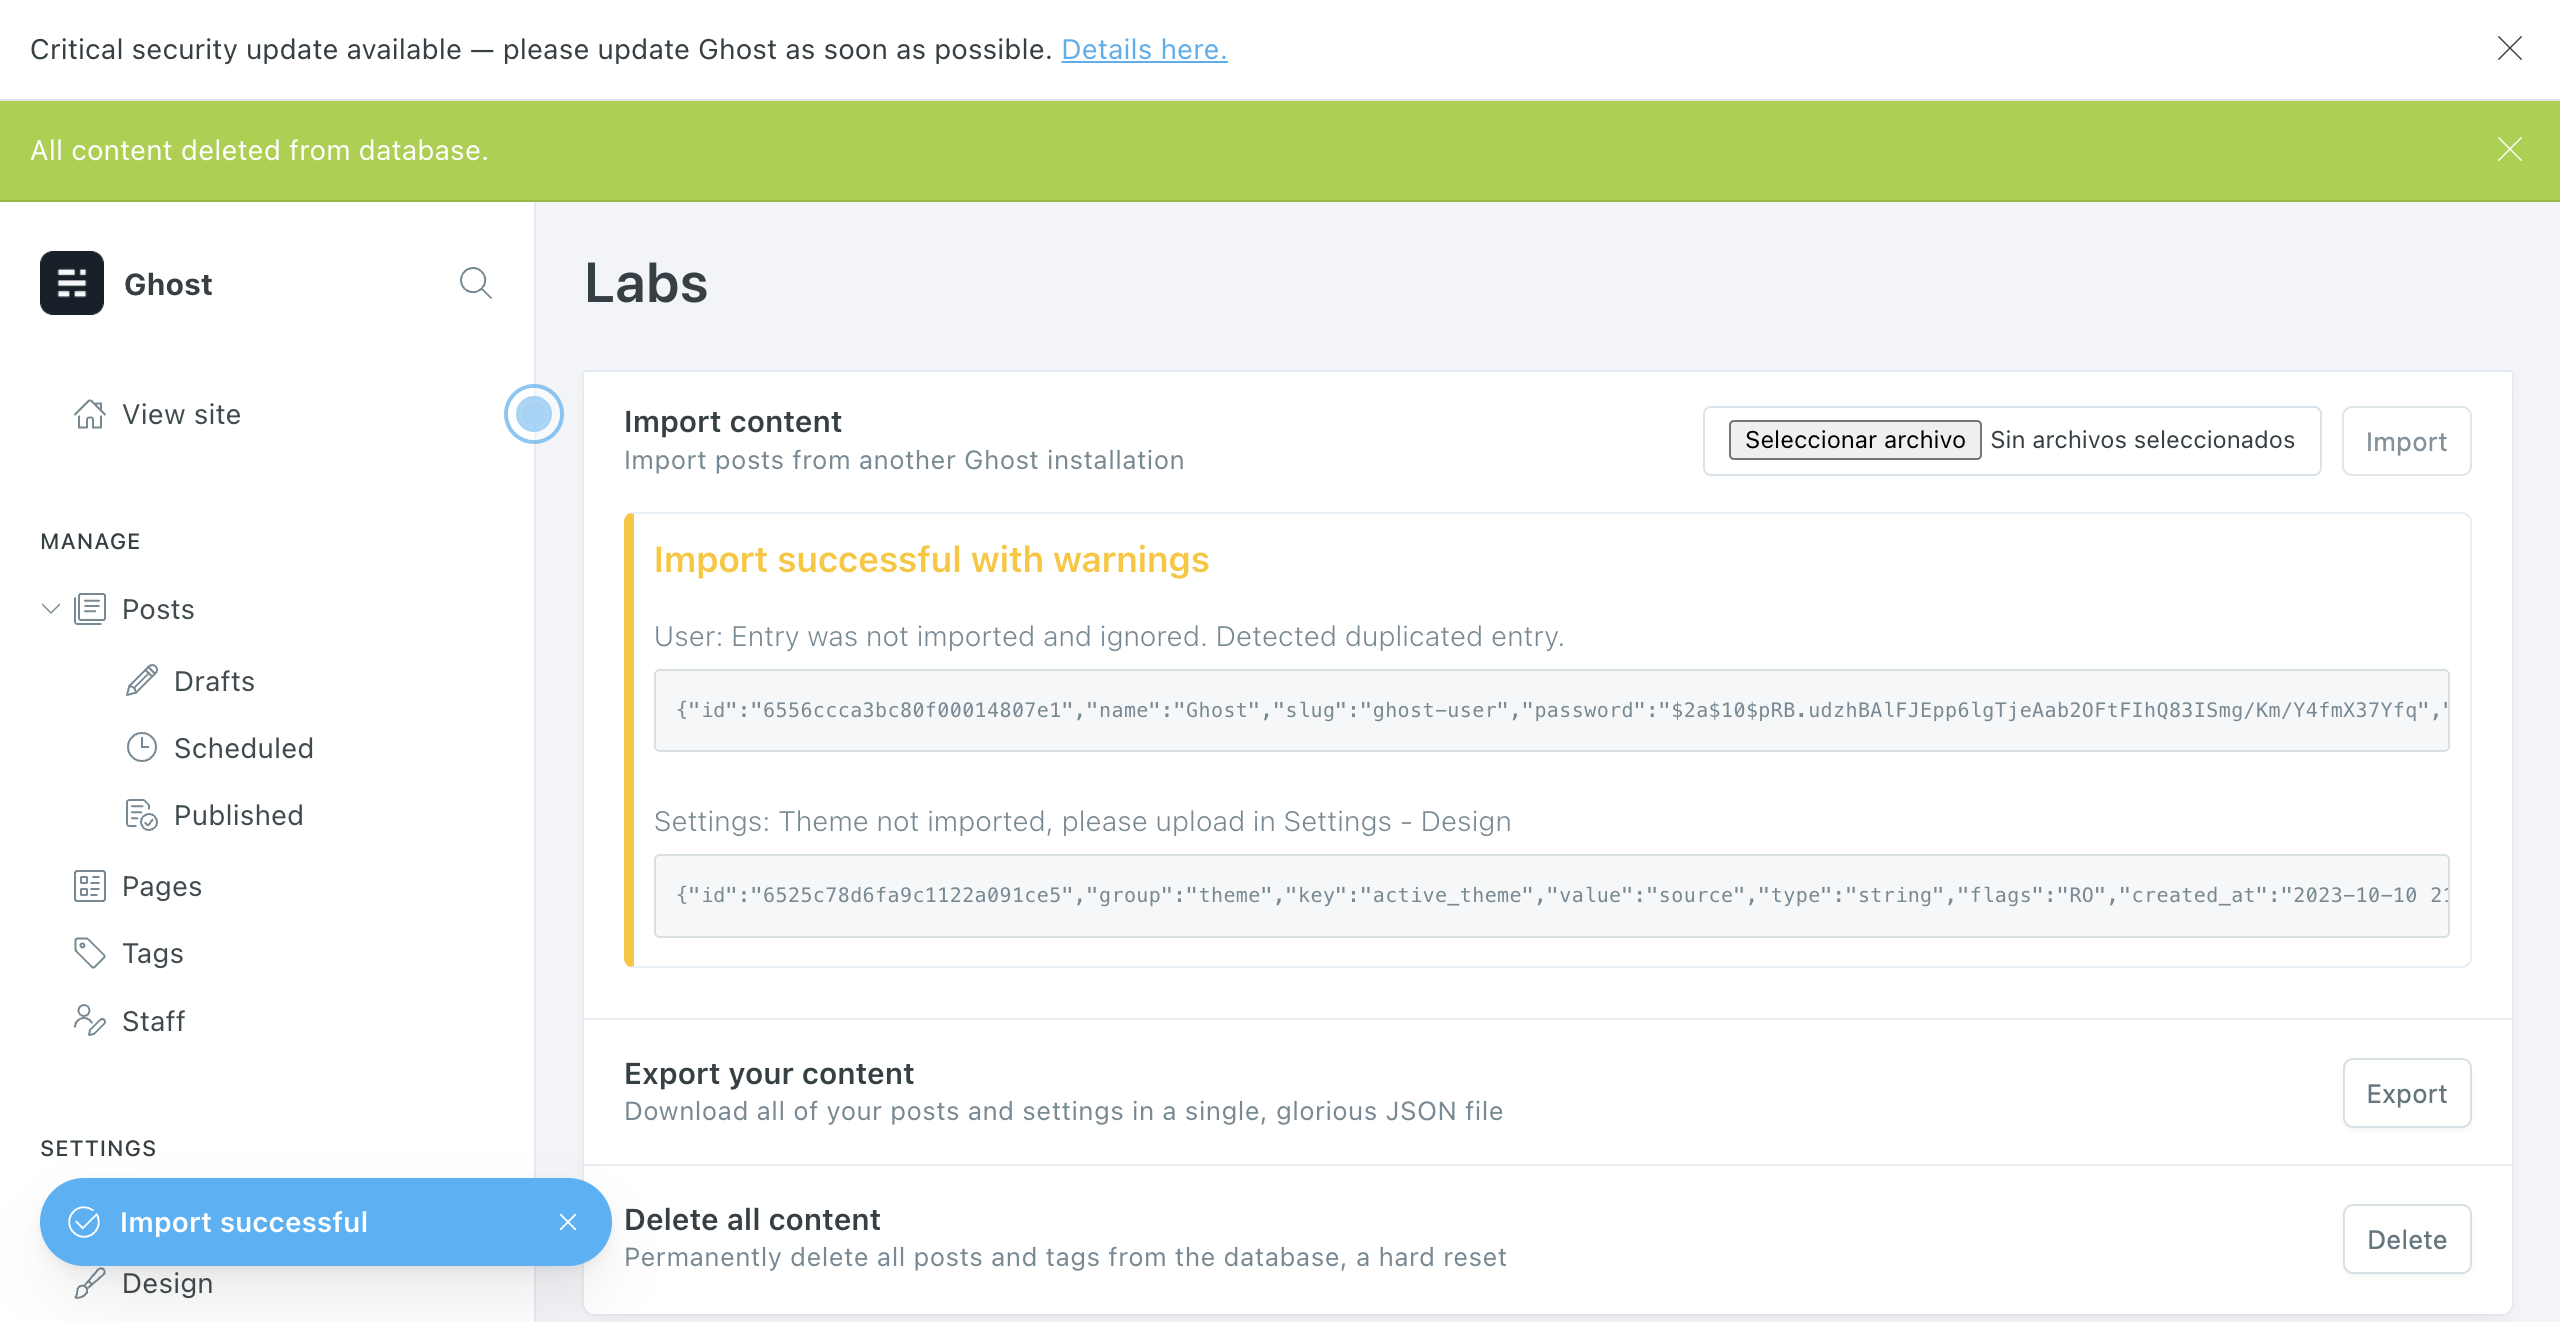 Critical security update available — please update Ghost as soon as possible. Details here.
All content deleted from database.
Ghost
View site
MANAGE
Posts
Drafts
Scheduled
Published
Pages
Tags
Staff
SETTINGS
Import successful
Design
Labs
Import content
Import posts from another Ghost installation
Seleccionar archivo Sin archivos seleccionados
Import
Import successful with warnings
User: Entry was not imported and ignored. Detected duplicated entry.
{"id":"6556ccca3bc80f00014807e1","name":"Ghost","slug":"ghost-user","password":"$2a$10$pRB.udzhBAlFJEpp6lgTjeAab2OFtFIhQ83ISmg/Km/Y4fmX37Yfq","
Settings: Theme not imported, please upload in Settings - Design
{"id":"6525c78d6fa9c1122a091ce5","group":"theme","key":"active_theme","value":"source","type":"string","flags":"RO","created_at":"2023-10-10 21
Export your content
Download all of your posts and settings in a single, glorious JSON file
Export
Delete all content
Permanently delete all posts and tags from the database, a hard reset
Delete